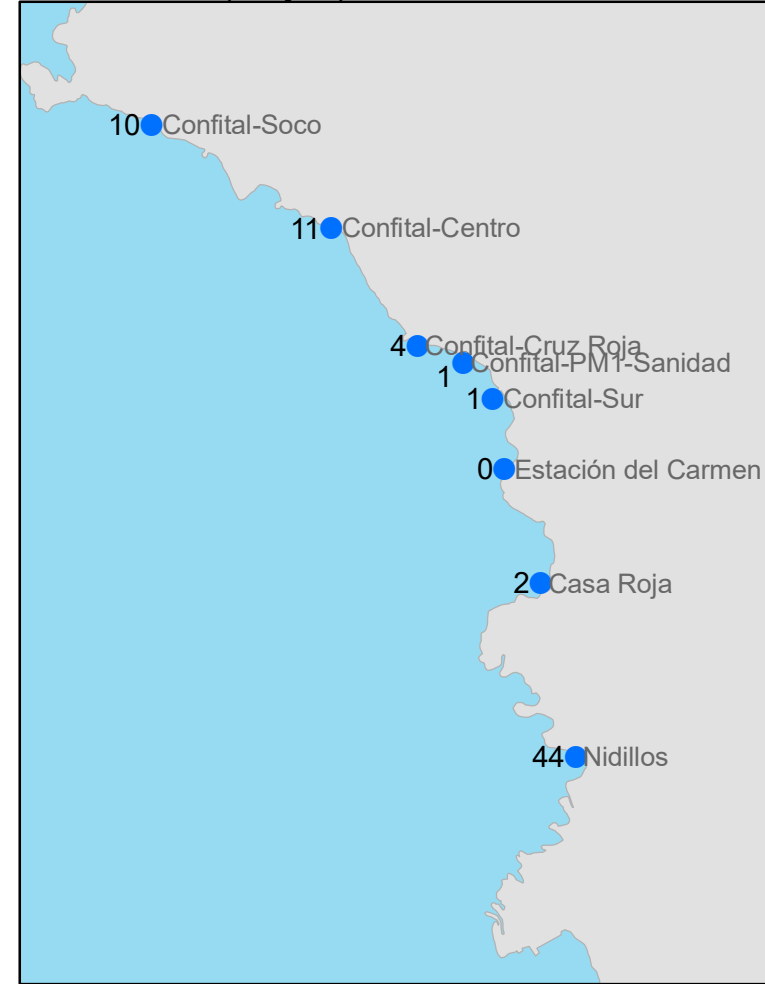 10 Confital-Soco
11 Confital-Centro
4 Confital-Cruz Roja
1 Confital-PM1-Sanidad
1 Confital-Sur
0 Estación del Carmen
2 Casa Roja
44 Nidillos